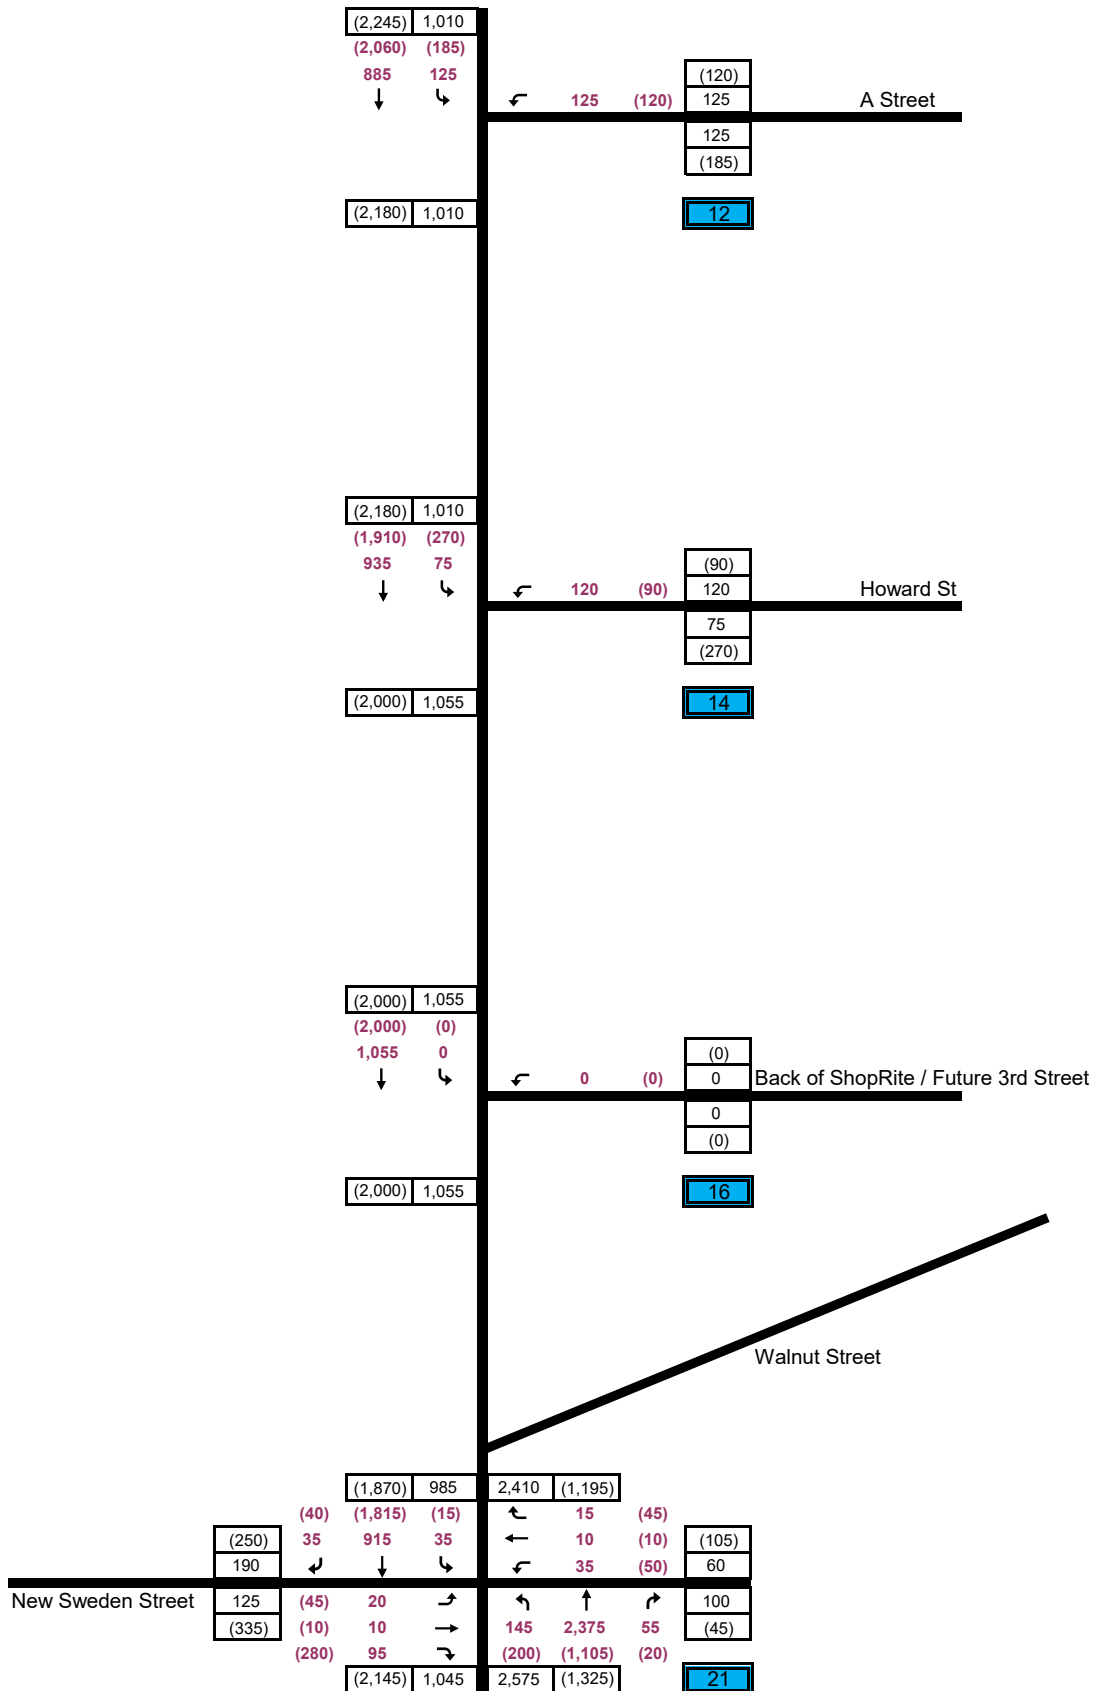 (2,245) 1,010
(2,060) (185)
885 125
(120)
125 (120) 125 A Street
125
(185)
(2,180) 1,010 12
(2,180) 1,010
(1,910) (270)
935 75
(90)
120 (90) 120 Howard St
75
(270)
(2,000) 1,055 14
(2,000) 1,055
(2,000) (0)
1,055 0
(0)
0 (0) 0 Back of ShopRite / Future 3rd Street
0
(0)
(2,000) 1,055 16
Walnut Street
(1,870) 985 2,410 (1,195)
(40) (1,815) (15) 15 (45)
(250) 35 915 35 10 (10) (105)
190 35 (50) 60
New Sweden Street 125 (45) 20 100
(335) (10) 10 145 2,375 55 (45)
(280) 95 (200) (1,105) (20)
(2,145) 1,045 2,575 (1,325) 21